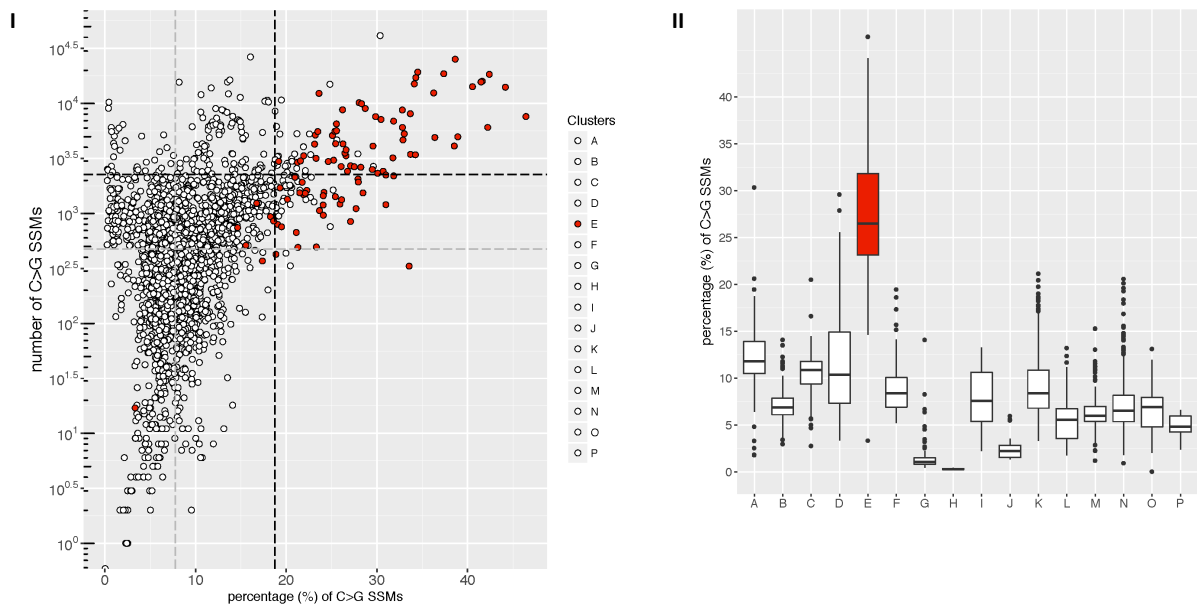 I
number of C>G SSMs
10^4.5
10^4
10^3.5
10^3
10^2.5
10^2
10^1.5
10^1
10^0.5
10^0
0 10 20 30 40
percentage (%) of C>G SSMs
Clusters
A
B
C
D
E
F
G
H
I
J
K
L
M
N
O
P
II
percentage (%) of C>G SSMs
40
35
30
25
20
15
10
5
0
A B C D E F G H I J K L M N O P